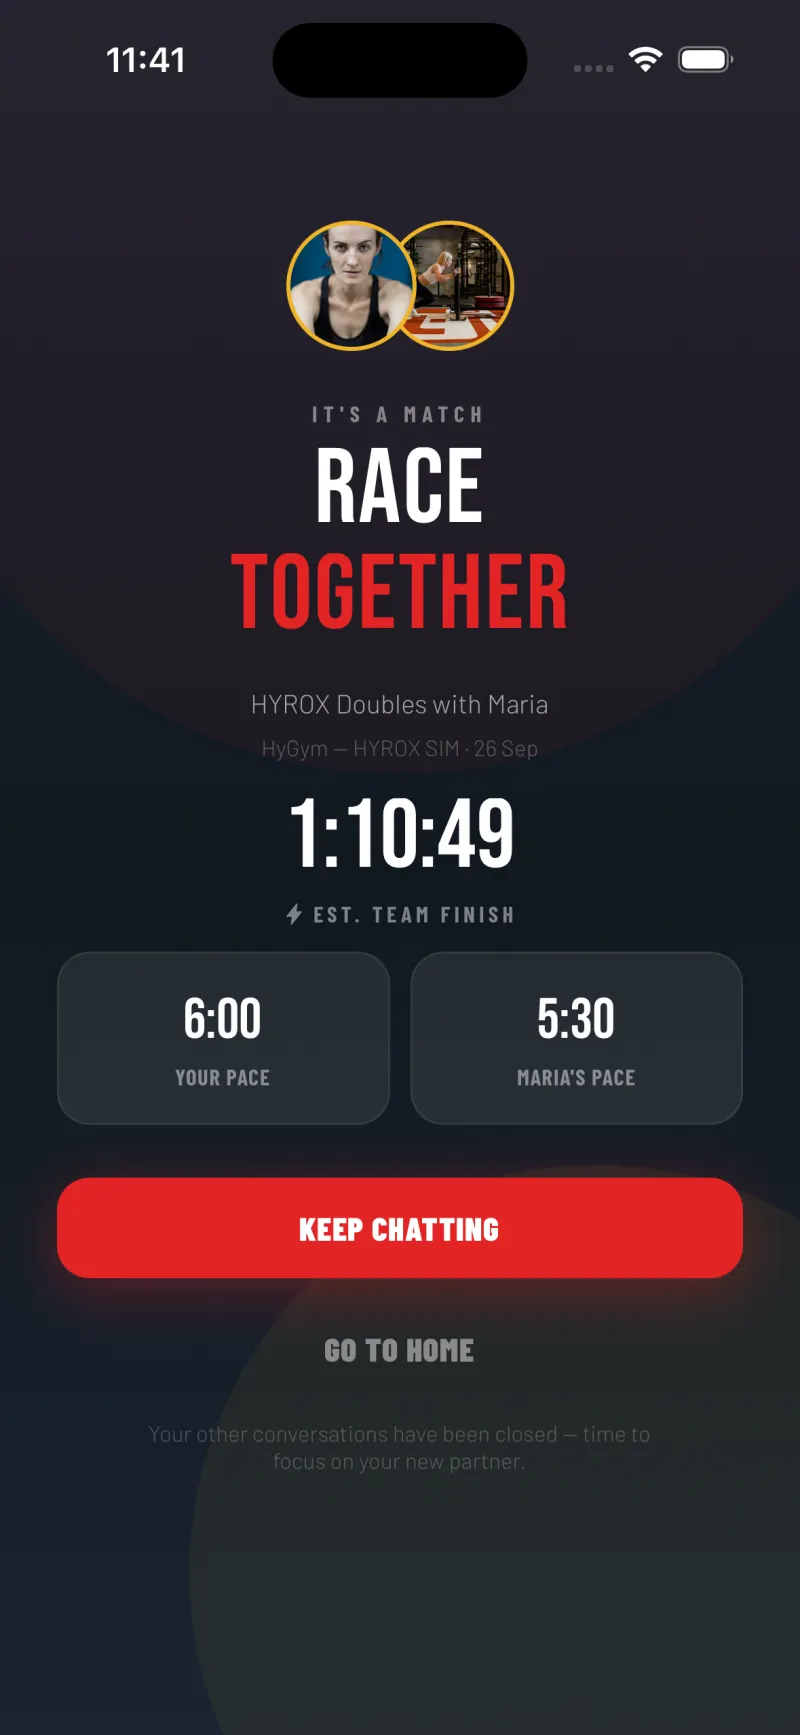 11:41
IT'S A MATCH
RACE
TOGETHER
HYROX Doubles with Maria
HyGym — HYROX SIM · 26 Sep
1:10:49
EST. TEAM FINISH
6:00
YOUR PACE
5:30
MARIA'S PACE
KEEP CHATTING
GO TO HOME
Your other conversations have been closed — time to
focus on your new partner.